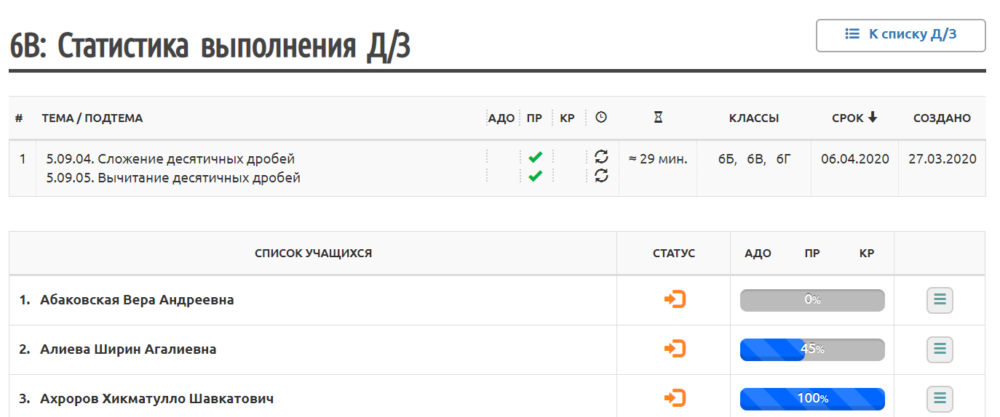 6В: Статистика выполнения Д/З
К списку Д/З
# ТЕМА / ПОДТЕМА АДО ПР КР КЛАССЫ СРОК СОЗДАНО
1 5.09.04. Сложение десятичных дробей ≈ 29 мин. 6Б, 6В, 6Г 06.04.2020 27.03.2020
5.09.05. Вычитание десятичных дробей
СПИСОК УЧАЩИХСЯ СТАТУС АДО ПР КР
1. Абаковская Вера Андреевна 0%
2. Алиева Ширин Агалиевна 45%
3. Ахроров Хикматулло Шавкатович 100%